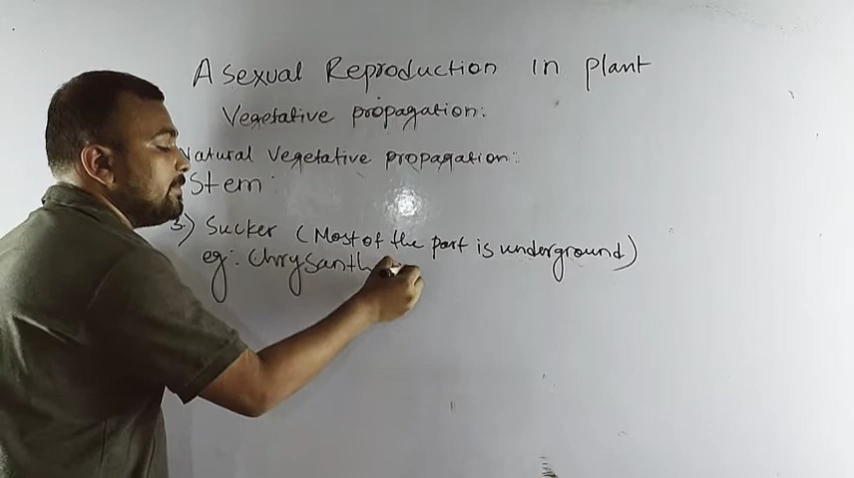 Asexual Reproduction in plant
Vegetative propagation:
Natural Vegetative propagation:
Stem:
3) Sucker (Most of the part is underground)
eg: Chrysanth